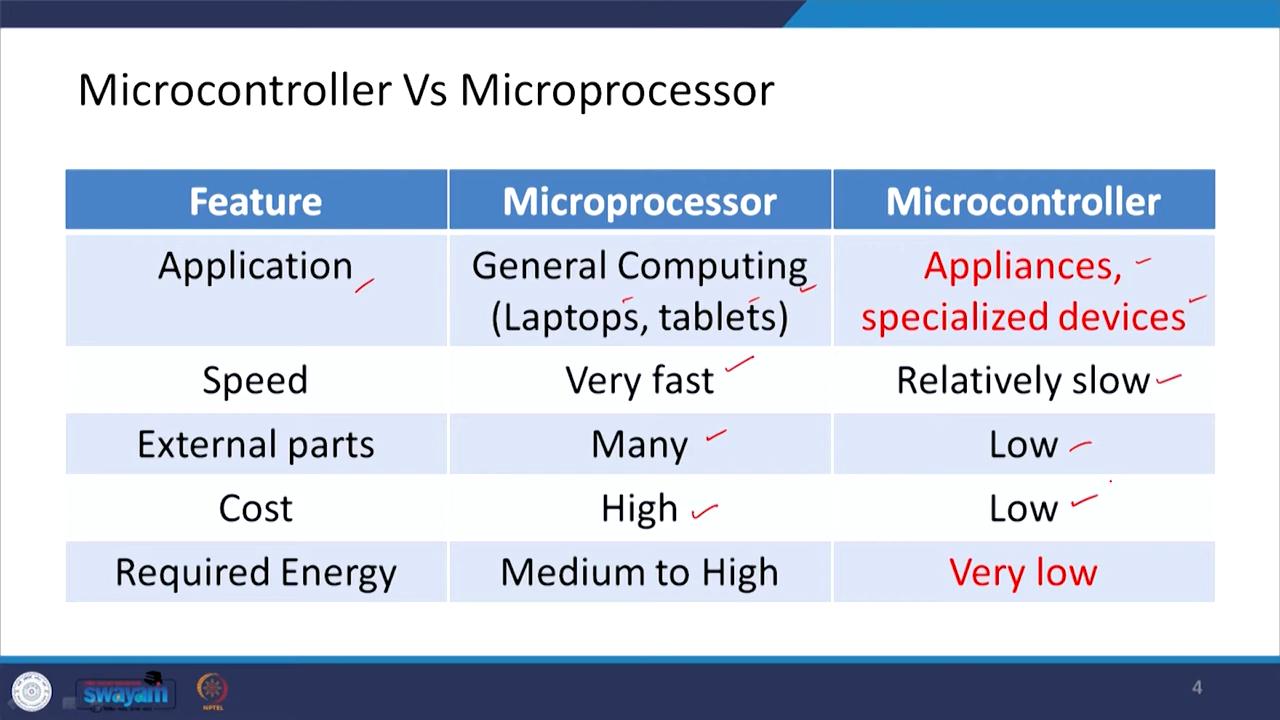 Microcontroller Vs Microprocessor
Feature Microprocessor Microcontroller
Application General Computing Appliances,
(Laptops, tablets) specialized devices
Speed Very fast Relatively slow
External parts Many Low
Cost High Low
Required Energy Medium to High Very low
swayam
NPTEL
4